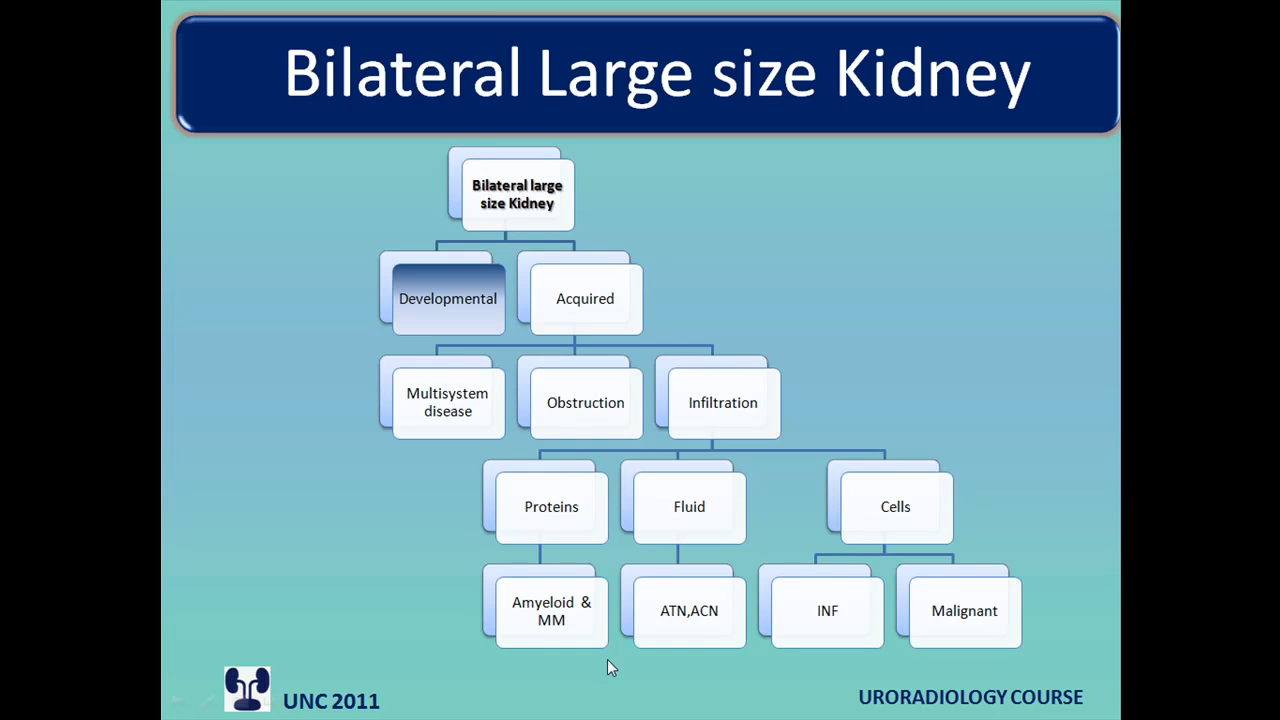 Bilateral Large size Kidney
Bilateral large
size Kidney
Developmental
Acquired
Multisystem
disease
Obstruction
Infiltration
Proteins
Fluid
Cells
Amyeloid &
MM
ATN,ACN
INF
Malignant
UNC 2011
URORADIOLOGY COURSE